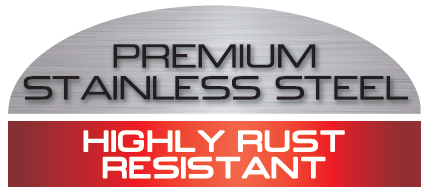 PREMIUM
STAINLESS STEEL
HIGHLY RUST
RESISTANT